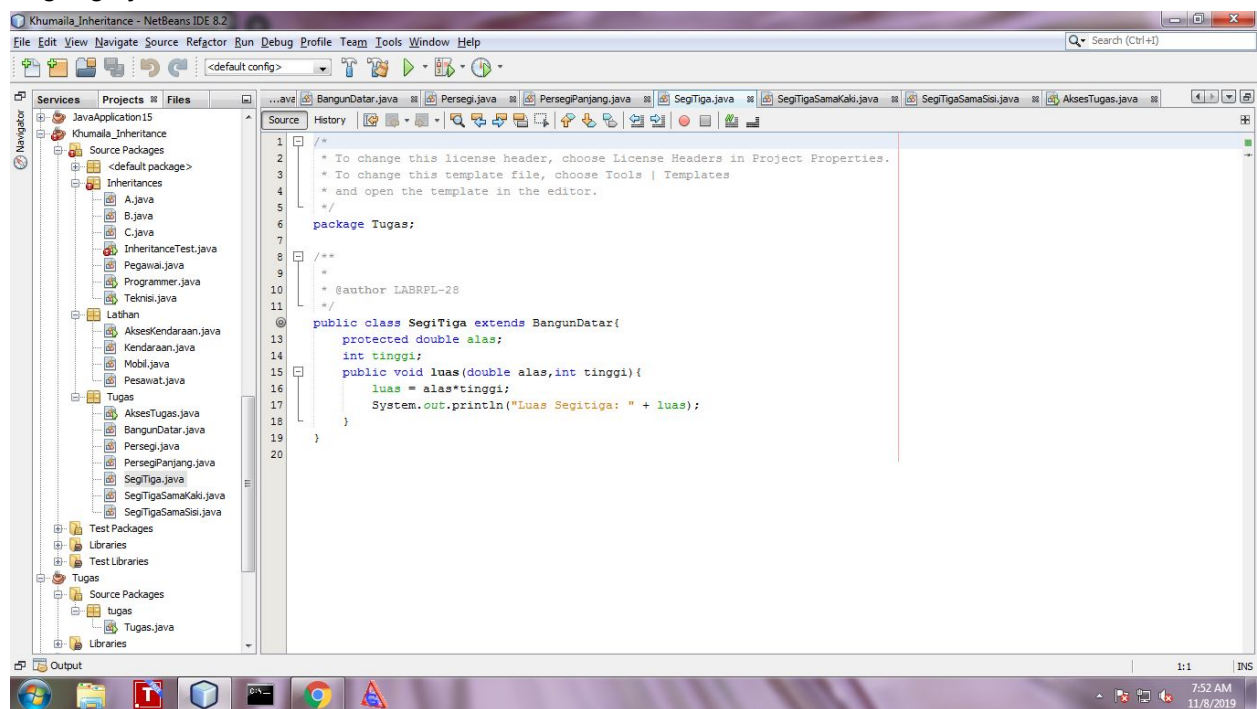 Khumaila_Inheritance - NetBeans IDE 8.2
File Edit View Navigate Source Refactor Run Debug Profile Team Tools Window Help
Search (Ctrl+I)
<default config>
Services Projects Files
...ava BangunDatar.java Persegi.java PersegiPanjang.java SegiTiga.java SegiTigaSamaKaki.java SegiTigaSamaSisi.java AksesTugas.java
Navigator
Source History
JavaApplication15
Khumaila_Inheritance
Source Packages
<default package>
Inheritances
A.java
B.java
C.java
InheritanceTest.java
Pegawai.java
Programmer.java
Teknisi.java
Latihan
AksesKendaraan.java
Kendaraan.java
Mobil.java
Pesawat.java
Tugas
AksesTugas.java
BangunDatar.java
Persegi.java
PersegiPanjang.java
SegiTiga.java
SegiTigaSamaKaki.java
SegiTigaSamaSisi.java
Test Packages
Libraries
Test Libraries
Tugas
Source Packages
tugas
Tugas.java
Libraries
1 /*
2 * To change this license header, choose License Headers in Project Properties.
3 * To change this template file, choose Tools | Templates
4 * and open the template in the editor.
5 */
6 package Tugas;
7
8 /**
9 *
10 * @author LABRPL-28
11 */
public class SegiTiga extends BangunDatar{
13 protected double alas;
14 int tinggi;
15 public void luas(double alas,int tinggi){
16 luas = alas*tinggi;
17 System.out.println("Luas Segitiga: " + luas);
18 }
19 }
20
Output
1:1 INS
7:52 AM
11/8/2019